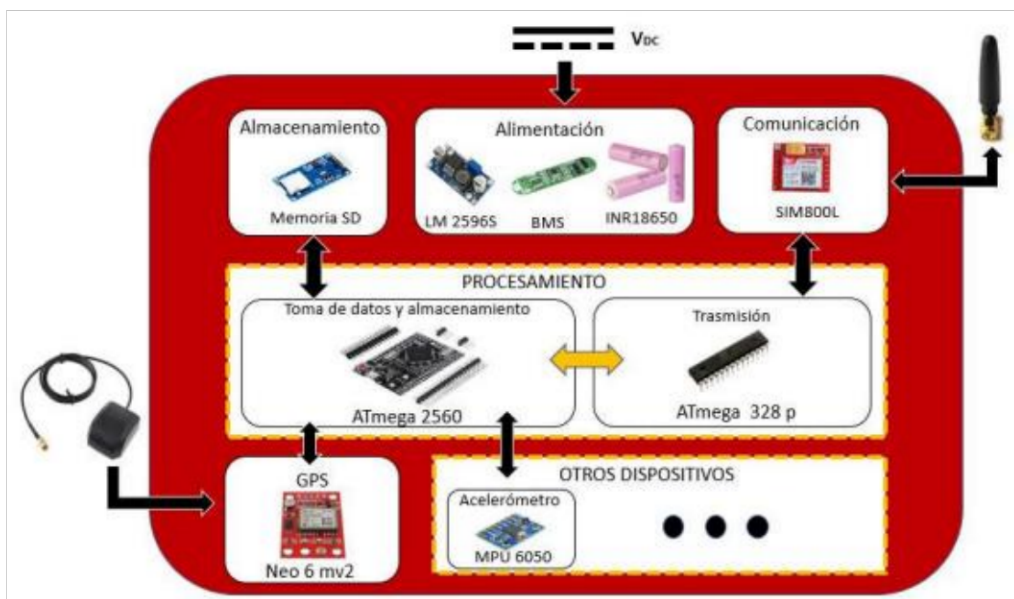 VDC
Almacenamiento
Memoria SD
Alimentación
LM 2596S
BMS
INR18650
Comunicación
SIM800L
PROCESAMIENTO
Toma de datos y almacenamiento
ATmega 2560
Trasmisión
ATmega 328 p
GPS
Neo 6 mv2
OTROS DISPOSITIVOS
Acelerómetro
MPU 6050